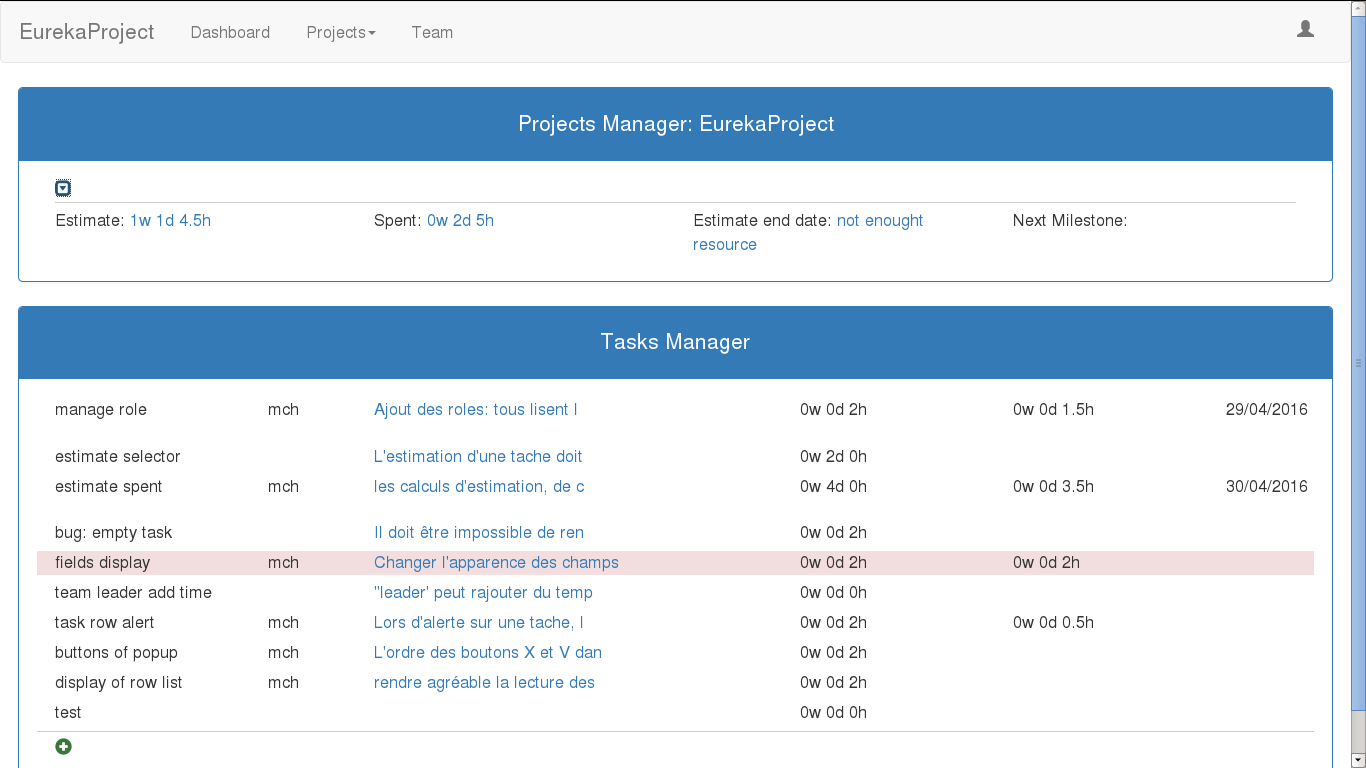 EurekaProject Dashboard Projects Team
Projects Manager: EurekaProject
Estimate: 1w 1d 4.5h Spent: 0w 2d 5h Estimate end date: not enought Next Milestone:
resource
Tasks Manager
manage role mch Ajout des roles: tous lisent l 0w 0d 2h 0w 0d 1.5h 29/04/2016
estimate selector L'estimation d'une tache doit 0w 2d 0h
estimate spent mch les calculs d'estimation, de c 0w 4d 0h 0w 0d 3.5h 30/04/2016
bug: empty task Il doit être impossible de ren 0w 0d 2h
fields display mch Changer l'apparence des champs 0w 0d 2h 0w 0d 2h
team leader add time "leader' peut rajouter du temp 0w 0d 0h
task row alert mch Lors d'alerte sur une tache, l 0w 0d 2h 0w 0d 0.5h
buttons of popup mch L'ordre des boutons X et V dan 0w 0d 2h
display of row list mch rendre agréable la lecture des 0w 0d 2h
test 0w 0d 0h